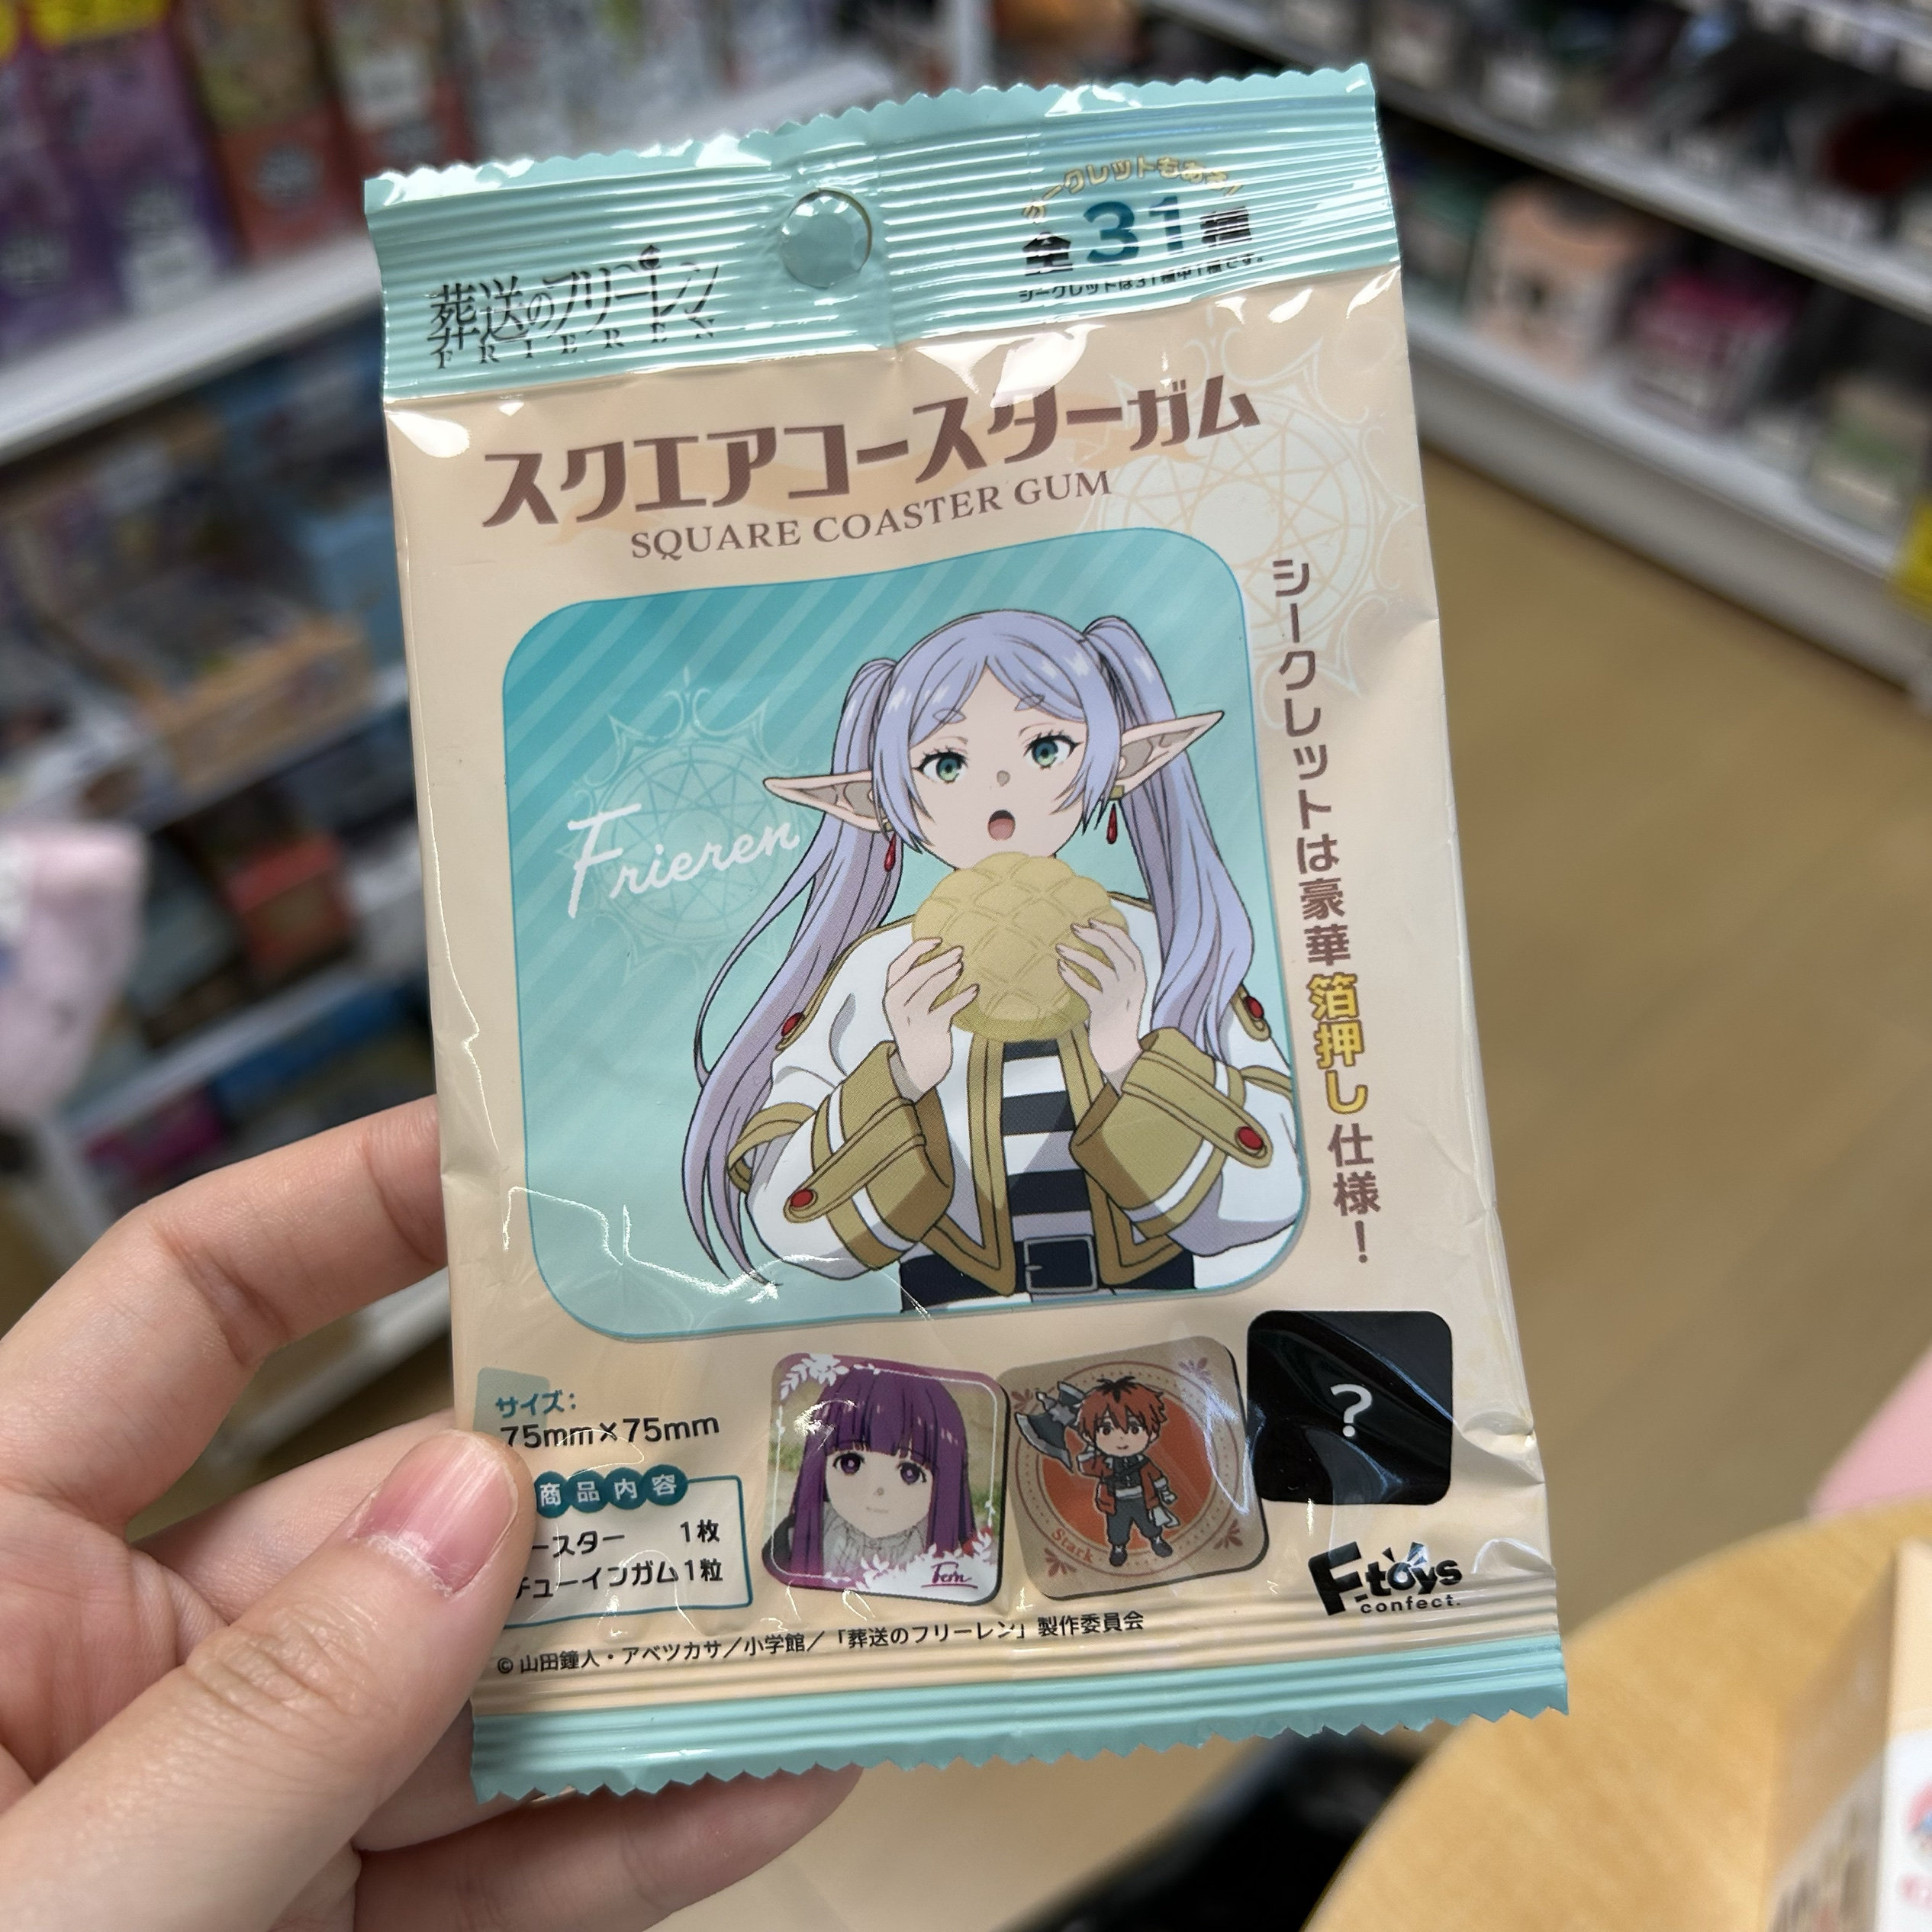 シークレットもある!
全31種
シークレットは31種中1種です。
葬送のフリーレン
FRIEREN
スクエアコースターガム
SQUARE COASTER GUM
Frieren
シークレットは豪華箔押し仕様!
サイズ:
75mm×75mm
商品内容
ースター 1枚
チューインガム1粒
Fern
Stark
?
F-toys
confect.
©山田鐘人・アベツカサ/小学館/「葬送のフリーレン」製作委員会